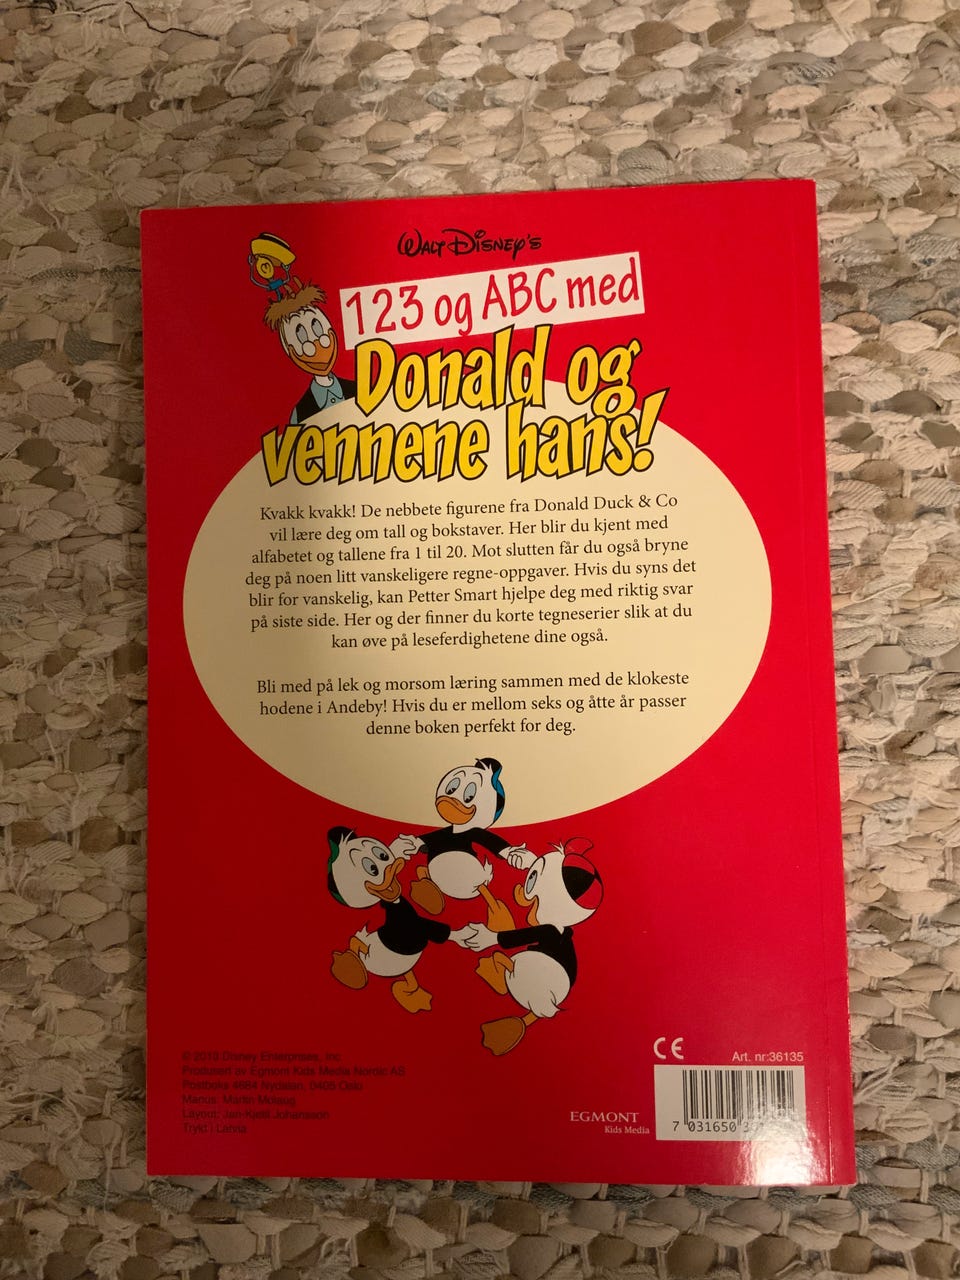 WALT DISNEY'S
123 og ABC med
Donald og
vennene hans!
Kvakk kvakk! De nebbete figurene fra Donald Duck & Co
vil lære deg om tall og bokstaver. Her blir du kjent med
alfabetet og tallene fra 1 til 20. Mot slutten får du også bryne
deg på noen litt vanskeligere regne-oppgaver. Hvis du syns det
blir for vanskelig, kan Petter Smart hjelpe deg med riktig svar
på siste side. Her og der finner du korte tegneserier slik at du
kan øve på leseferdighetene dine også.
Bli med på lek og morsom læring sammen med de klokeste
hodene i Andeby! Hvis du er mellom seks og åtte år passer
denne boken perfekt for deg.
© Disney Enterprises, Inc
Produsert av Egmont Kids Media Nordic AS
Postboks 4684 Nydalen, 0405 Oslo
Manus: Martin
Layout: Jan-Kjetil Johansson
Trykt i Latvia
CE
Art. nr:36135
EGMONT
Kids Media
7 031650